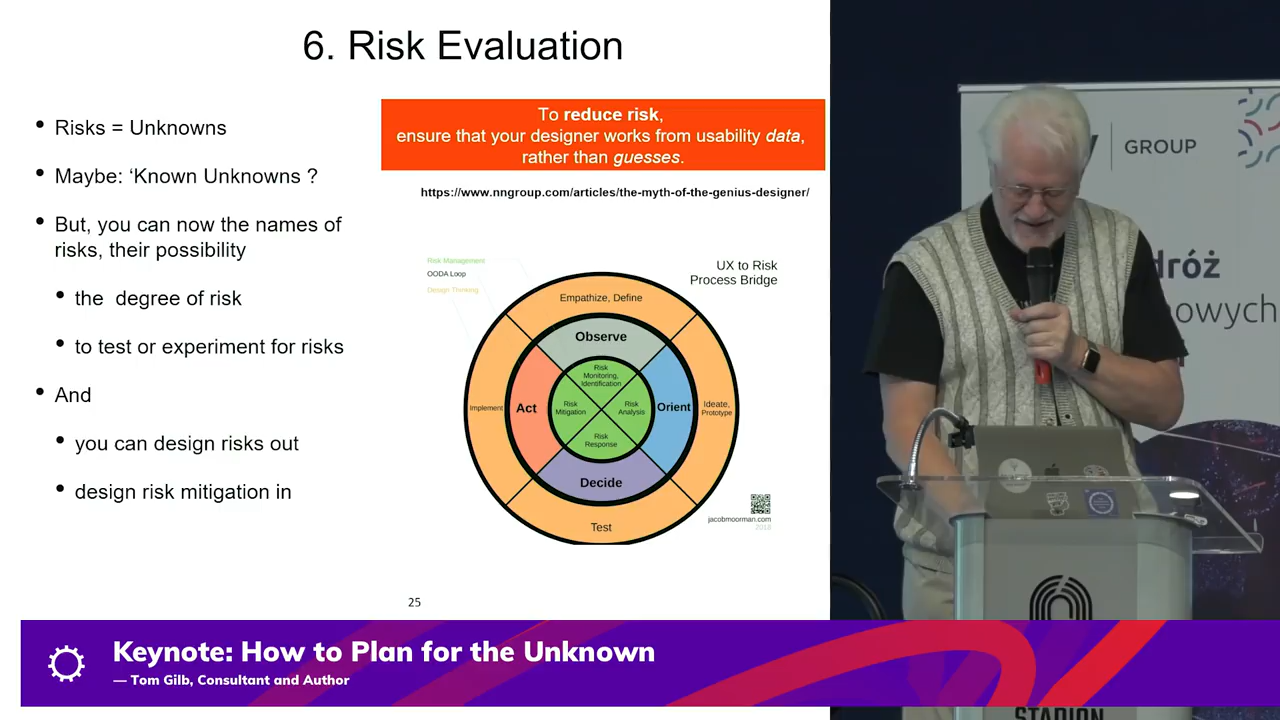 6. Risk Evaluation
• Risks = Unknowns
• Maybe: ‘Known Unknowns ?
• But, you can now the names of
risks, their possibility
• the degree of risk
• to test or experiment for risks
• And
• you can design risks out
• design risk mitigation in
To reduce risk,
ensure that your designer works from usability data,
rather than guesses.
https://www.nngroup.com/articles/the-myth-of-the-genius-designer/
Risk Management
OODA Loop
Design Thinking
UX to Risk
Process Bridge
Empathize, Define
Observe
Risk
Monitoring,
Identification
Implement
Act
Risk
Mitigation
Risk
Analysis
Orient
Ideate,
Prototype
Risk
Response
Decide
Test
jacobmoorman.com
2018
25
GROUP
dróż
owych
STADION
Keynote: How to Plan for the Unknown
— Tom Gilb, Consultant and Author